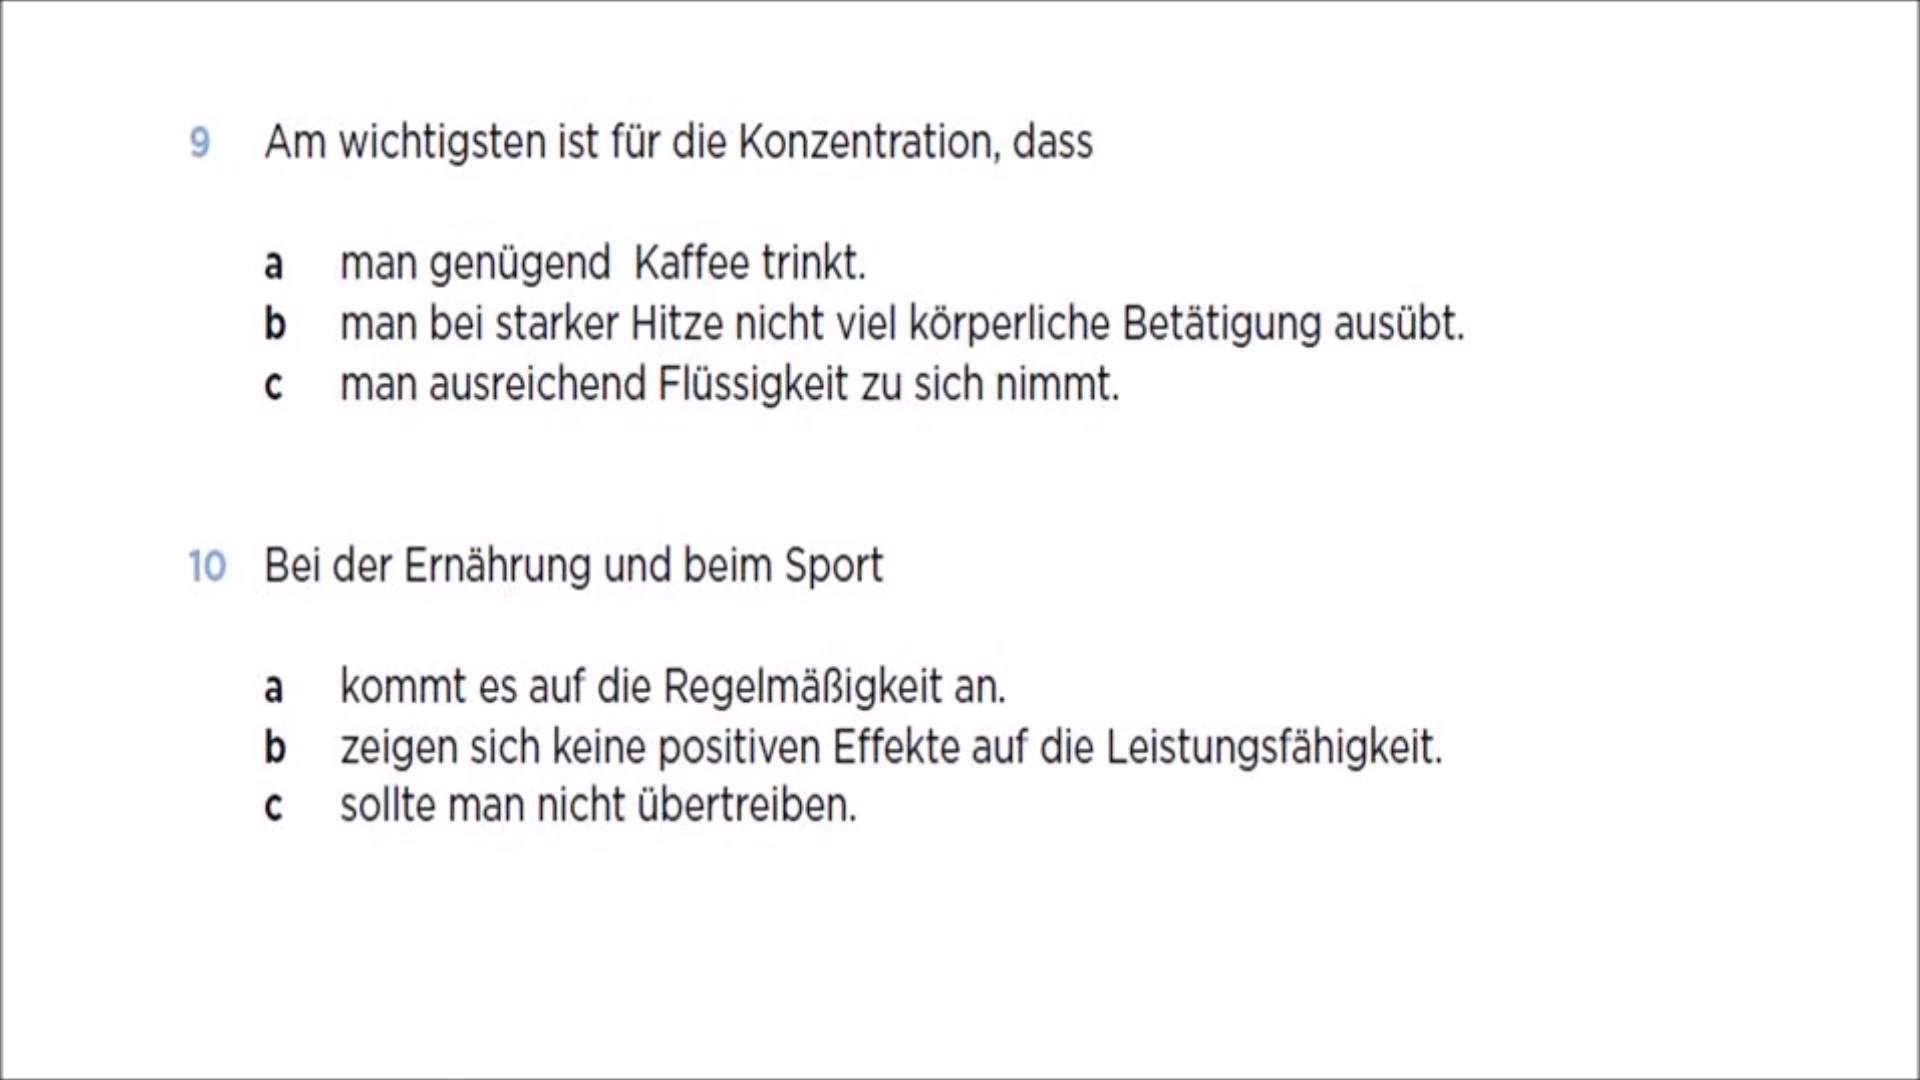 9 Am wichtigsten ist für die Konzentration, dass
a man genügend Kaffee trinkt.
b man bei starker Hitze nicht viel körperliche Betätigung ausübt.
c man ausreichend Flüssigkeit zu sich nimmt.
10 Bei der Ernährung und beim Sport
a kommt es auf die Regelmäßigkeit an.
b zeigen sich keine positiven Effekte auf die Leistungsfähigkeit.
c sollte man nicht übertreiben.